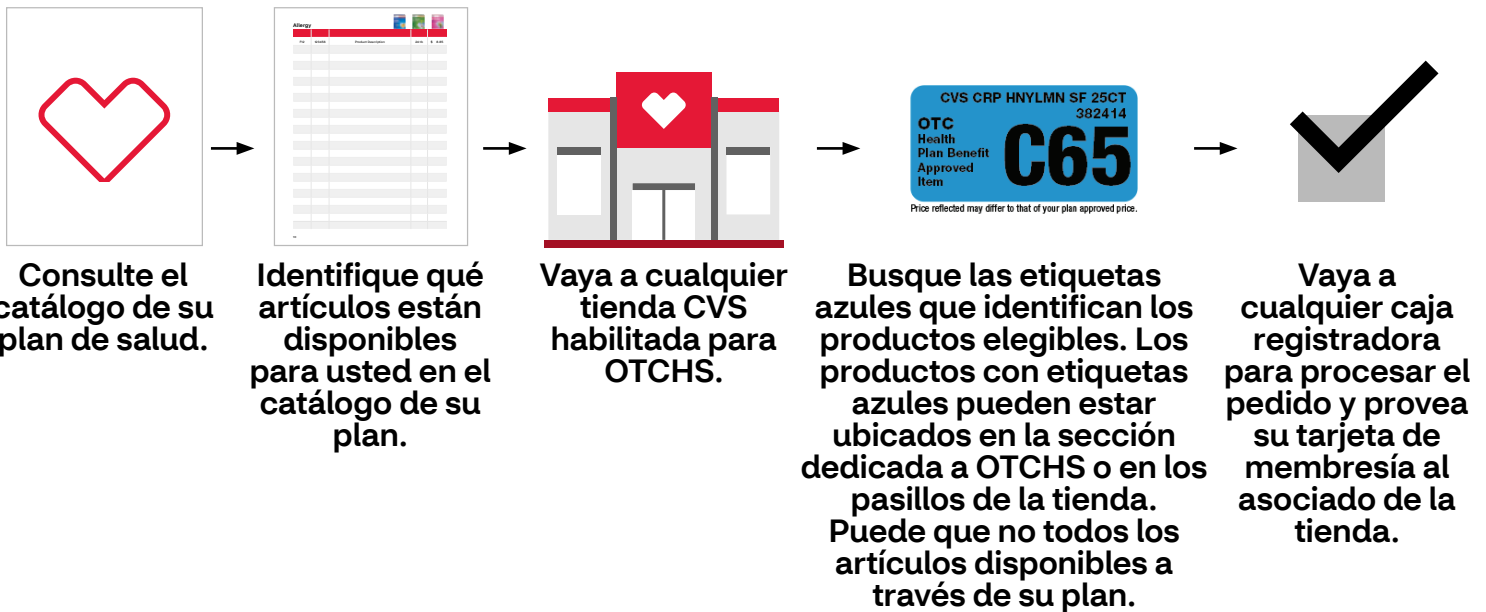 Allergy
Product Description
Consulte el
catálogo de su
plan de salud.
Identifique qué
artículos están
disponibles
para usted en el
catálogo de su
plan.
Vaya a cualquier
tienda CVS
habilitada para
OTCHS.
CVS CRP HNYLMN SF 25CT
382414
OTC
Health
Plan Benefit
Approved
Item
C65
Price reflected may differ to that of your plan approved price.
Busque las etiquetas
azules que identifican los
productos elegibles. Los
productos con etiquetas
azules pueden estar
ubicados en la sección
dedicada a OTCHS o en los
pasillos de la tienda.
Puede que no todos los
artículos disponibles a
través de su plan.
Vaya a
cualquier caja
registradora
para procesar el
pedido y provea
su tarjeta de
membresía al
asociado de la
tienda.